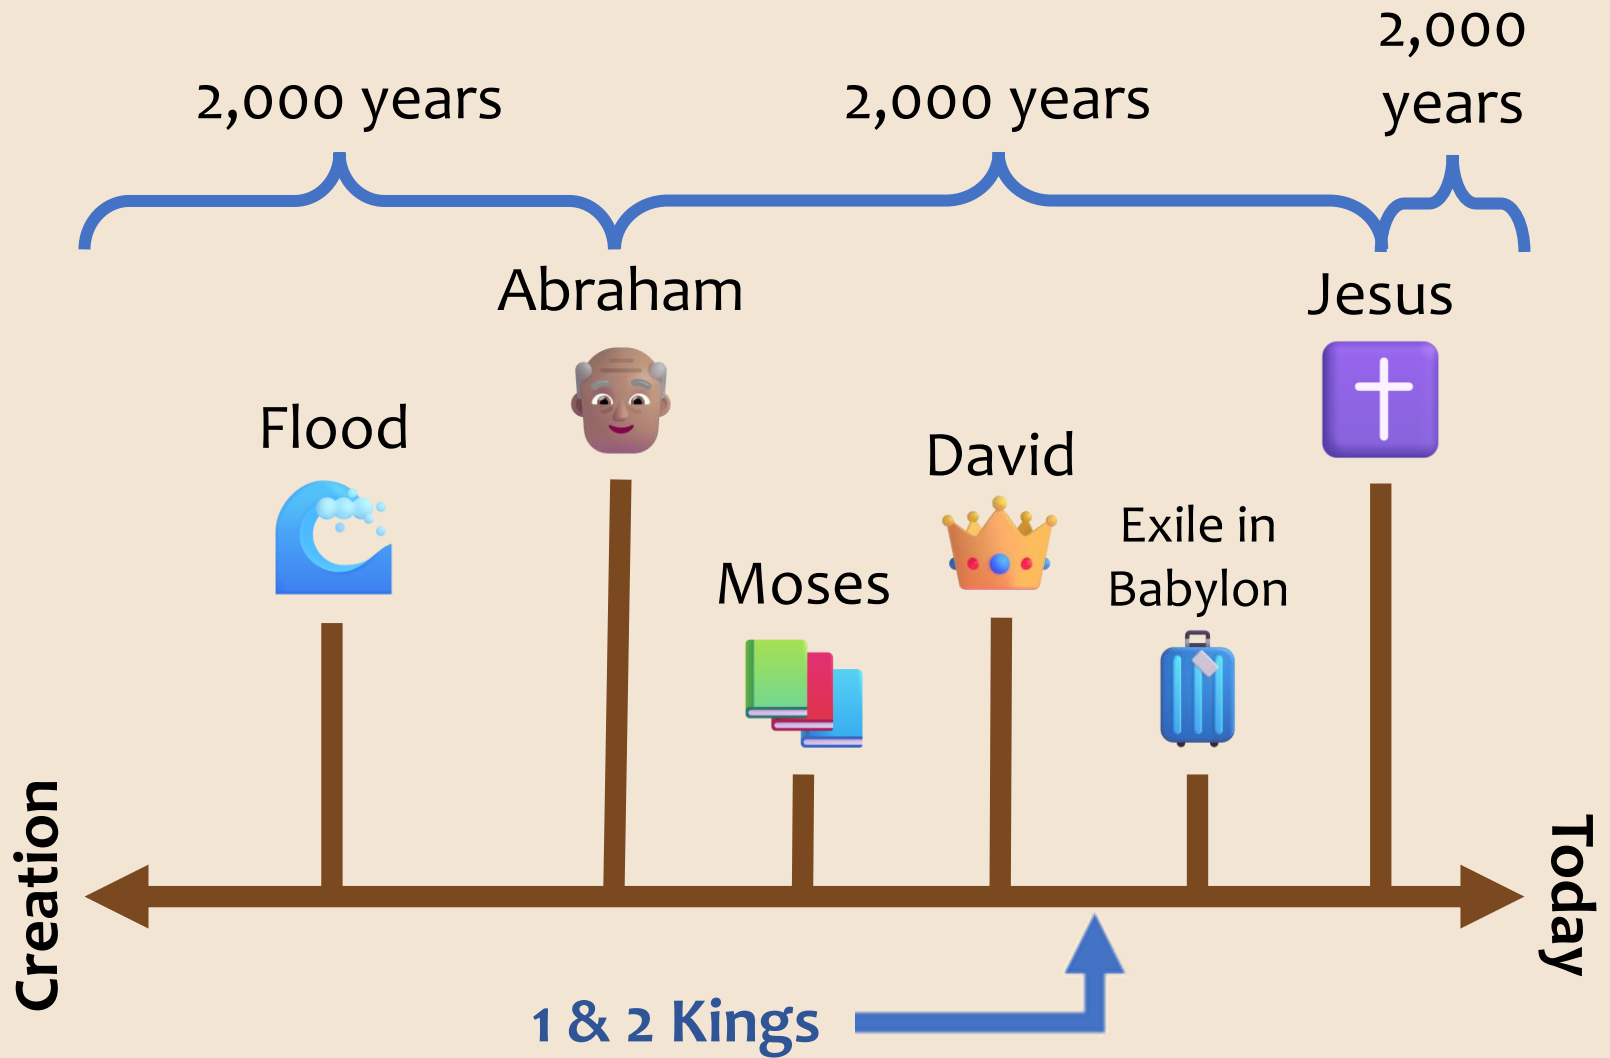 2,000
years
2,000 years
2,000 years
Abraham
Jesus
Flood
David
Exile in
Babylon
Moses
Creation
Today
1 & 2 Kings